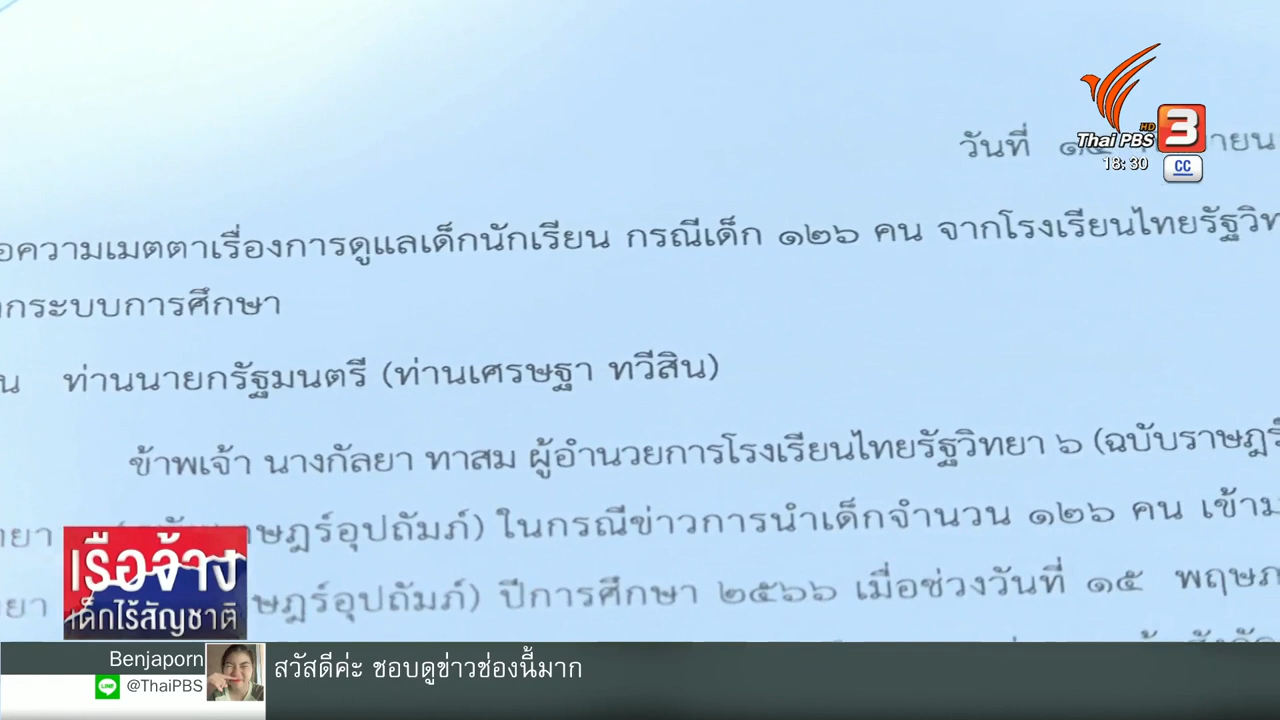 Thai PBS HD 3
18:30
CC
วันที่ ๑๕
ความเมตตาเรื่องการดูแลเด็กนักเรียน กรณีเด็ก ๑๒๖ คน จากโรงเรียนไทยรัฐวิท
กระบบการศึกษา
ท่านนายกรัฐมนตรี (ท่านเศรษฐา ทวีสิน)
ข้าพเจ้า นางกัลยา ทาสม ผู้อำนวยการโรงเรียนไทยรัฐวิทยา ๖ (ฉบับราษฎร์
ษฎร์อุปถัมภ์) ในกรณีข่าวการนำเด็กจำนวน ๑๒๖ คน เข้าม
ษฎร์อุปถัมภ์) ปีการศึกษา ๒๕๖๖ เมื่อช่วงวันที่ ๑๕ พฤษภ
เรือจ้าง
เด็กไร้สัญชาติ
Benjaporn
LINE @ThaiPBS
สวัสดีค่ะ ชอบดูข่าวช่องนี้มาก